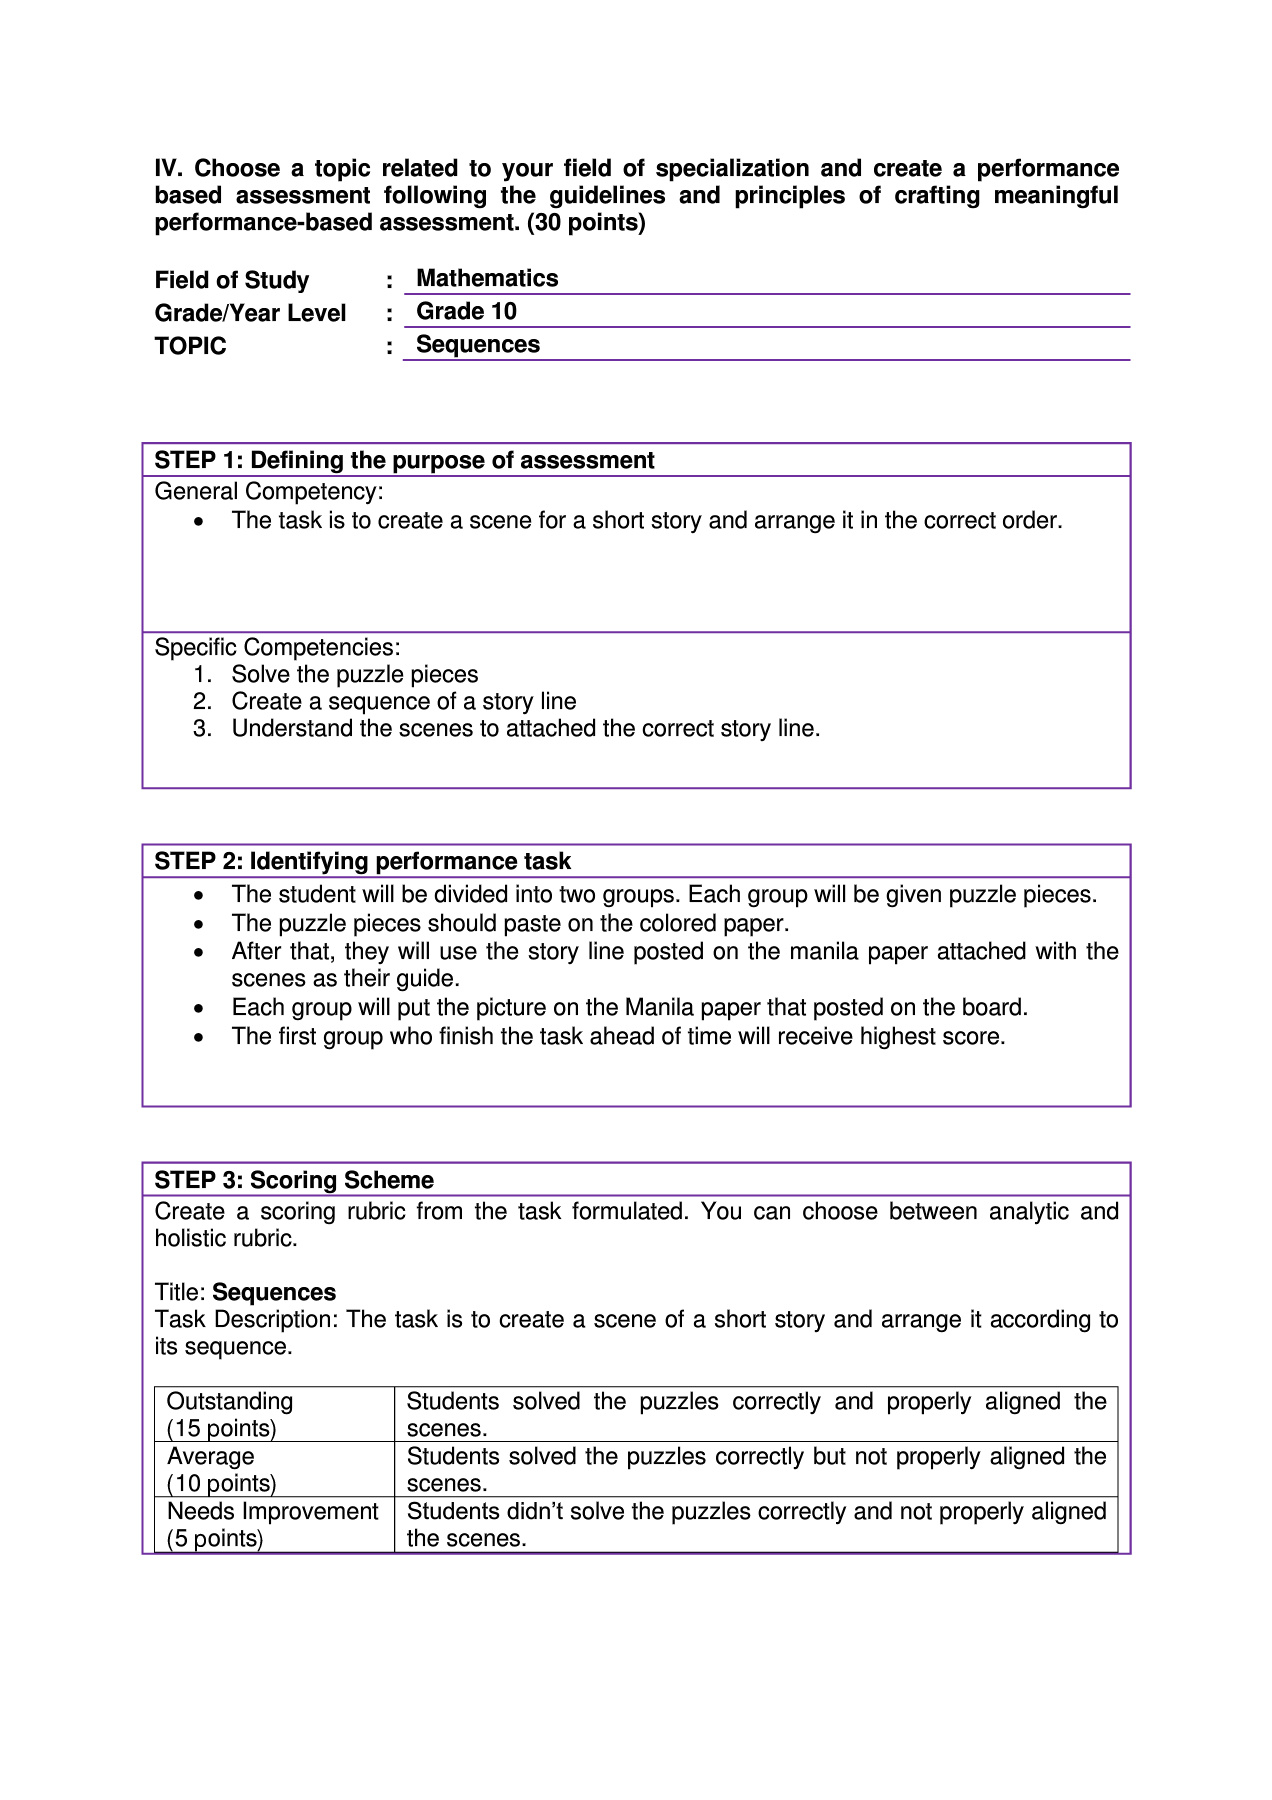 IV. Choose a topic related to your field of specialization and create a performance
based assessment following the guidelines and principles of crafting meaningful
performance-based assessment. (30 points)
Field of Study : Mathematics
Grade/Year Level : Grade 10
TOPIC : Sequences
STEP 1: Defining the purpose of assessment
General Competency:
• The task is to create a scene for a short story and arrange it in the correct order.
Specific Competencies:
1. Solve the puzzle pieces
2. Create a sequence of a story line
3. Understand the scenes to attached the correct story line.
STEP 2: Identifying performance task
• The student will be divided into two groups. Each group will be given puzzle pieces.
• The puzzle pieces should paste on the colored paper.
• After that, they will use the story line posted on the manila paper attached with the
scenes as their guide.
• Each group will put the picture on the Manila paper that posted on the board.
• The first group who finish the task ahead of time will receive highest score.
STEP 3: Scoring Scheme
Create a scoring rubric from the task formulated. You can choose between analytic and
holistic rubric.
Title: Sequences
Task Description: The task is to create a scene of a short story and arrange it according to
its sequence.
Outstanding Students solved the puzzles correctly and properly aligned the
(15 points) scenes.
Average Students solved the puzzles correctly but not properly aligned the
(10 points) scenes.
Needs Improvement Students didn't solve the puzzles correctly and not properly aligned
(5 points) the scenes.